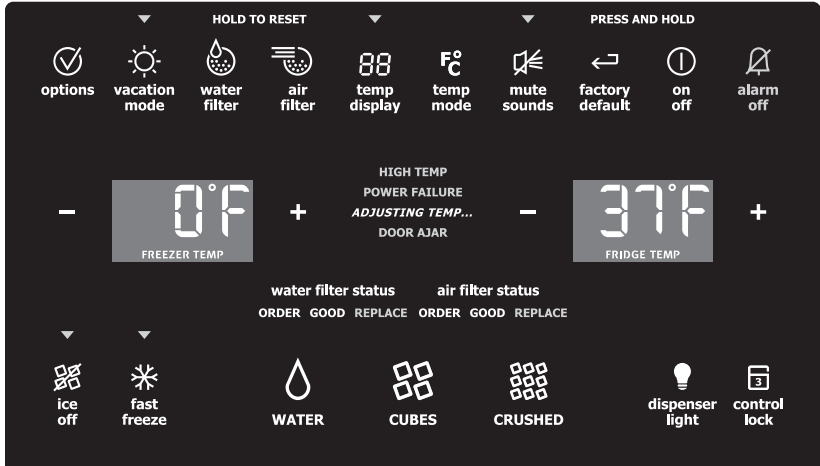 HOLD TO RESET PRESS AND HOLD
options
vacation mode
water filter
air filter
88
temp display
F°C
temp mode
mute sounds
factory default
on off
alarm off
HIGH TEMP
POWER FAILURE
ADJUSTING TEMP...
DOOR AJAR
− 0°F +
FREEZER TEMP
− 37°F +
FRIDGE TEMP
water filter status air filter status
ORDER GOOD REPLACE ORDER GOOD REPLACE
ice off
fast freeze
WATER
CUBES
CRUSHED
dispenser light
3
control lock